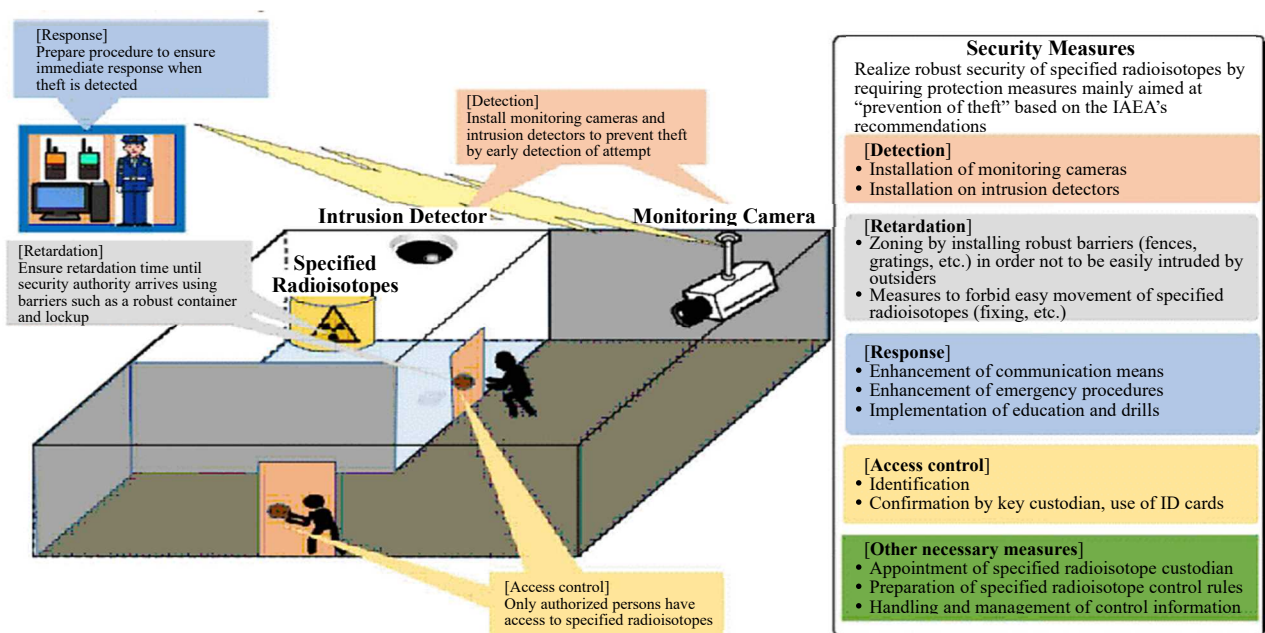 [Response]
Prepare procedure to ensure
immediate response when
theft is detected
[Detection]
Install monitoring cameras and
intrusion detectors to prevent theft
by early detection of attempt
Intrusion Detector
Monitoring Camera
[Retardation]
Ensure retardation time until
security authority arrives using
barriers such as a robust container
and lockup
Specified
Radioisotopes
[Access control]
Only authorized persons have
access to specified radioisotopes
Security Measures
Realize robust security of specified radioisotopes by
requiring protection measures mainly aimed at
“prevention of theft” based on the IAEA’s
recommendations
[Detection]
• Installation of monitoring cameras
• Installation on intrusion detectors
[Retardation]
• Zoning by installing robust barriers (fences,
gratings, etc.) in order not to be easily intruded by
outsiders
• Measures to forbid easy movement of specified
radioisotopes (fixing, etc.)
[Response]
• Enhancement of communication means
• Enhancement of emergency procedures
• Implementation of education and drills
[Access control]
• Identification
• Confirmation by key custodian, use of ID cards
[Other necessary measures]
• Appointment of specified radioisotope custodian
• Preparation of specified radioisotope control rules
• Handling and management of control information